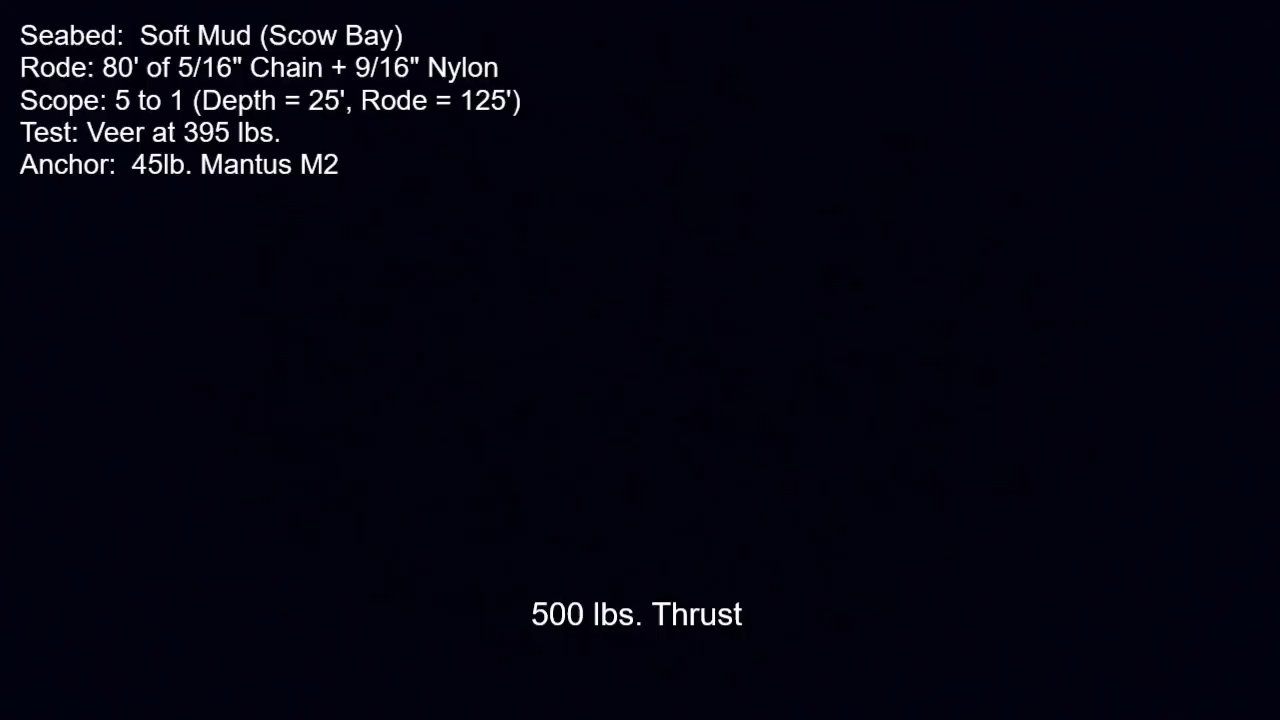 Seabed:  Soft Mud (Scow Bay)
Rode: 80' of 5/16" Chain + 9/16" Nylon
Scope: 5 to 1 (Depth = 25', Rode = 125')
Test: Veer at 395 lbs.
Anchor:  45lb. Mantus M2
500 lbs. Thrust